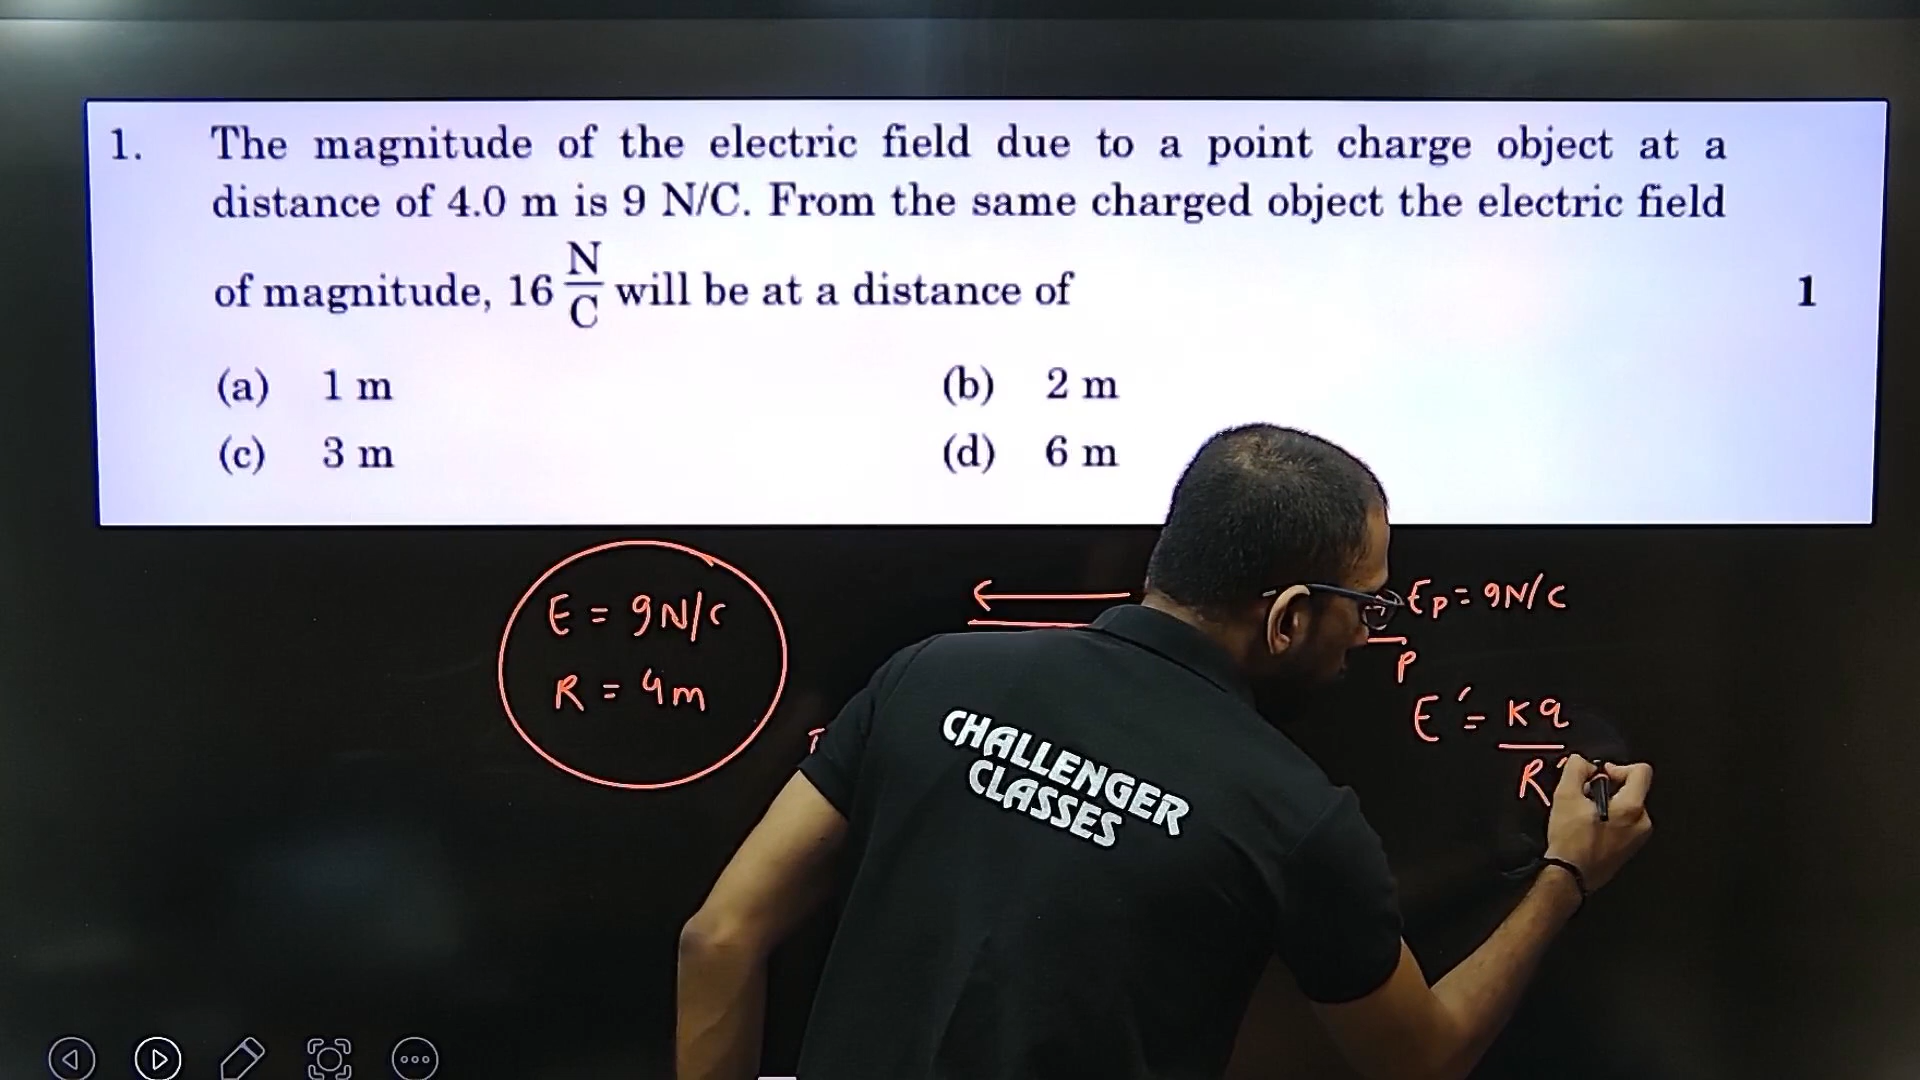 1. The magnitude of the electric field due to a point charge object at a
distance of 4.0 m is 9 N/C. From the same charged object the electric field
of magnitude, 16 N/C will be at a distance of 1
(a) 1 m (b) 2 m
(c) 3 m (d) 6 m
E = 9N/C
R = 4m
Ep = 9N/C
P
E' = Kq
R'
CHALLENGER
CLASSES